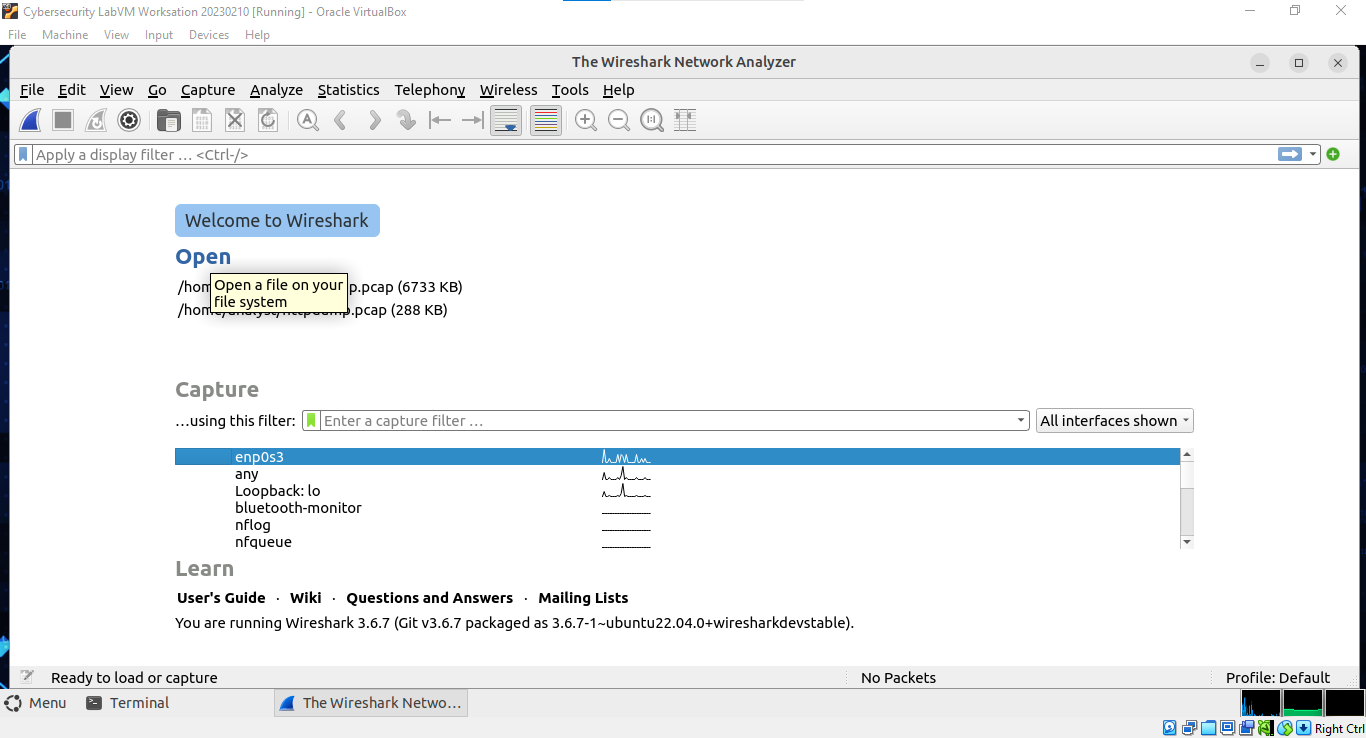 Cybersecurity LabVM Worksation 20230210 [Running] - Oracle VirtualBox
File Machine View Input Devices Help
The Wireshark Network Analyzer
File Edit View Go Capture Analyze Statistics Telephony Wireless Tools Help
Apply a display filter … <Ctrl-/>
Welcome to Wireshark
Open
/hom p.pcap (6733 KB)
Open a file on your
file system
.pcap (288 KB)
Capture
…using this filter: Enter a capture filter … All interfaces shown
enp0s3
any
Loopback: lo
bluetooth-monitor
nflog
nfqueue
Learn
User's Guide · Wiki · Questions and Answers · Mailing Lists
You are running Wireshark 3.6.7 (Git v3.6.7 packaged as 3.6.7-1~ubuntu22.04.0+wiresharkdevstable).
Ready to load or capture No Packets Profile: Default
Menu Terminal The Wireshark Netwo…
Right Ctrl